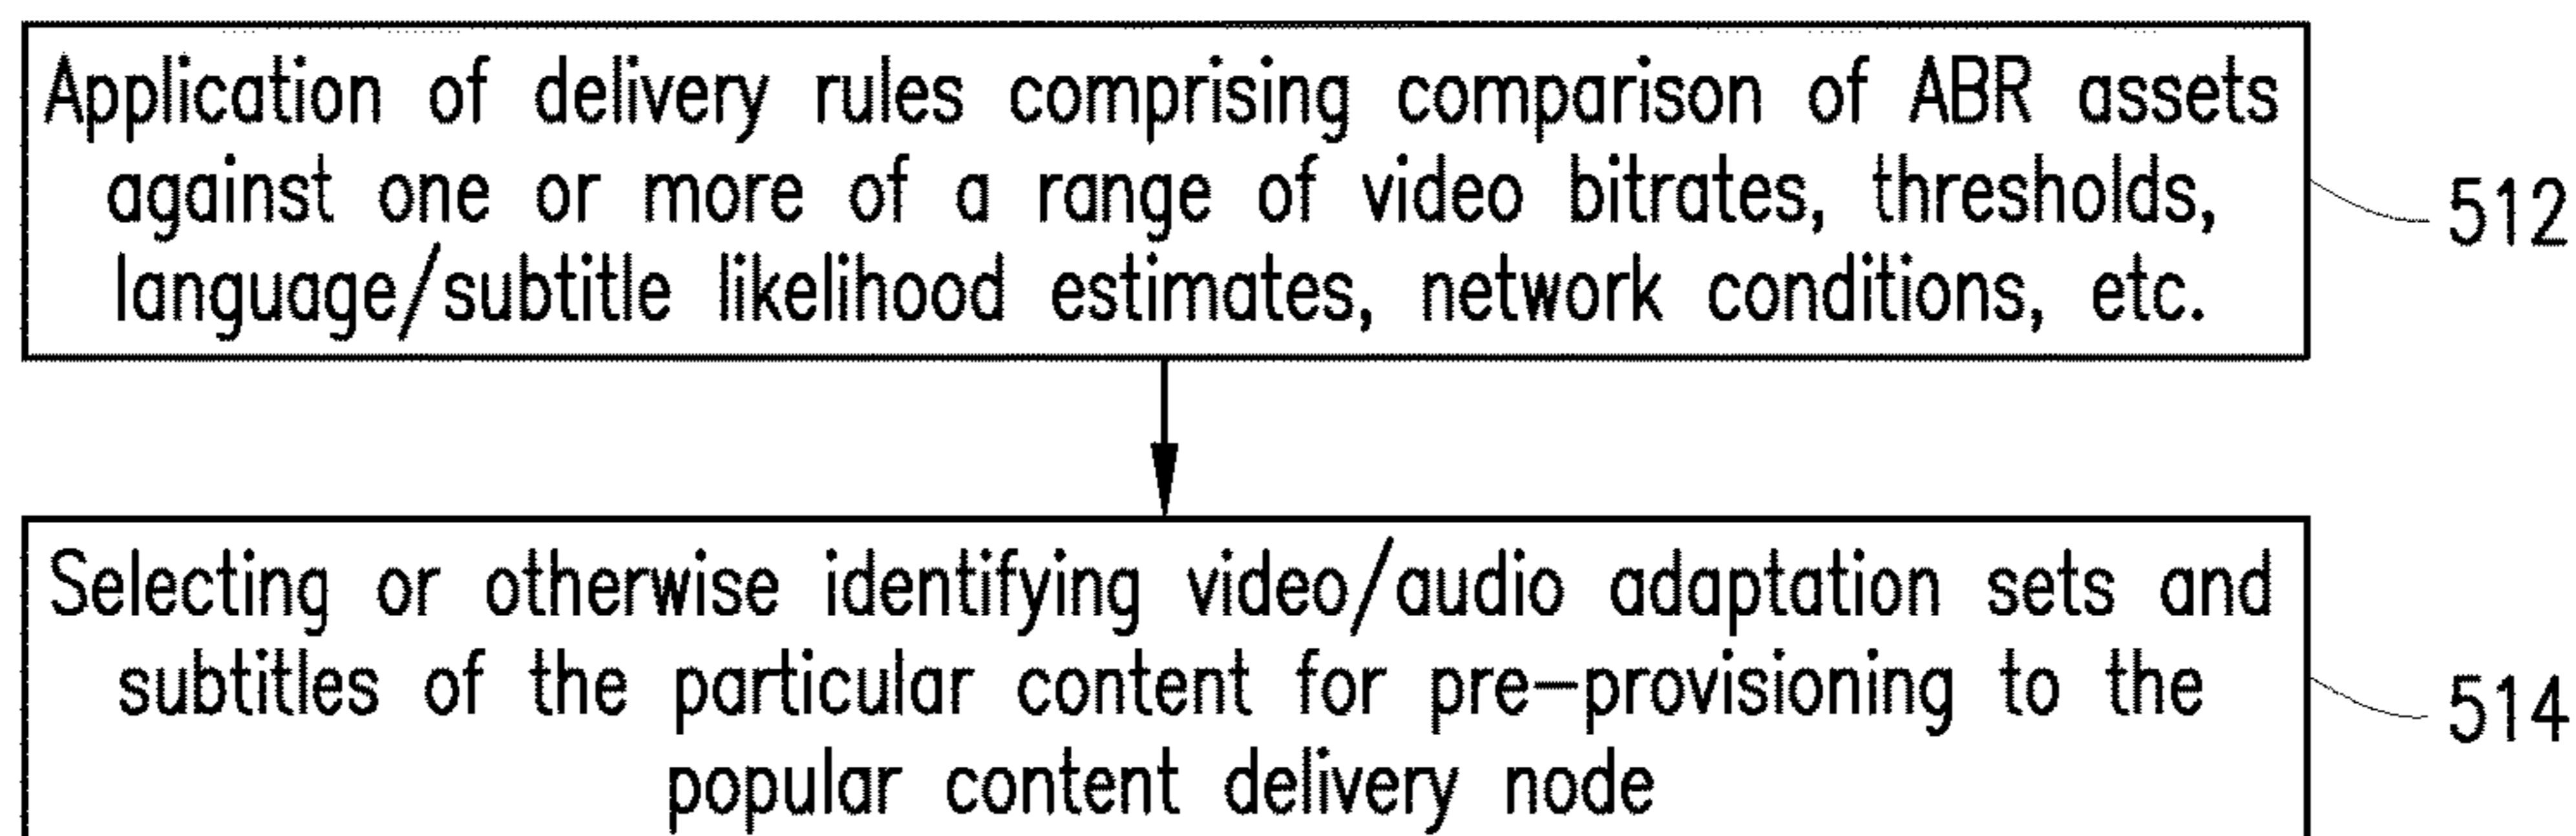 Application of delivery rules comprising comparison of ABR assets
against one or more of a range of video bitrates, thresholds,
language/subtitle likelihood estimates, network conditions, etc.
512
Selecting or otherwise identifying video/audio adaptation sets and
subtitles of the particular content for pre-provisioning to the
popular content delivery node
514